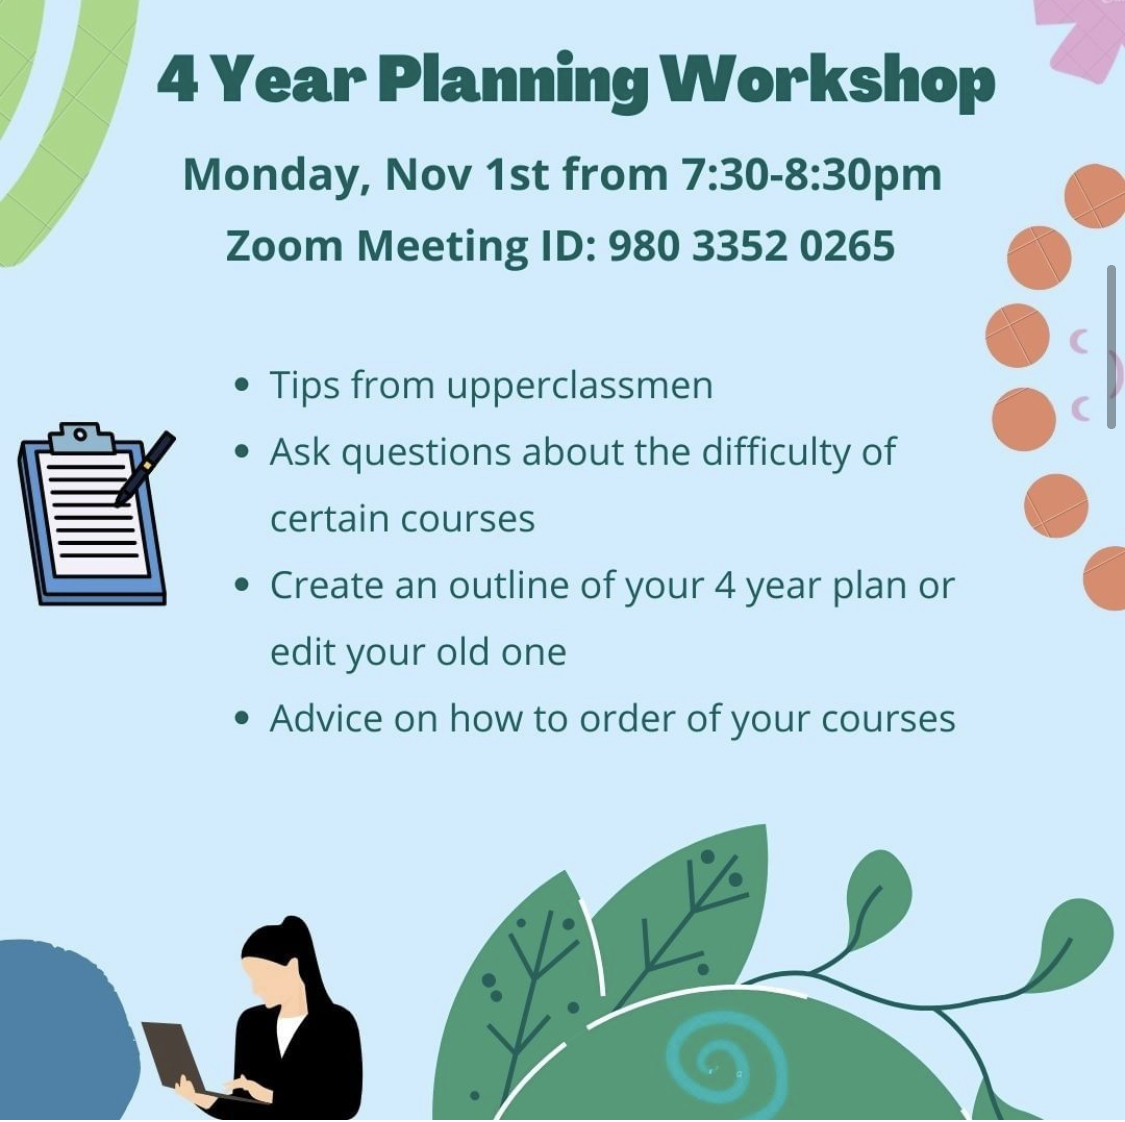 4 Year Planning Workshop
Monday, Nov 1st from 7:30-8:30pm
Zoom Meeting ID: 980 3352 0265
• Tips from upperclassmen
• Ask questions about the difficulty of
certain courses
• Create an outline of your 4 year plan or
edit your old one
• Advice on how to order of your courses